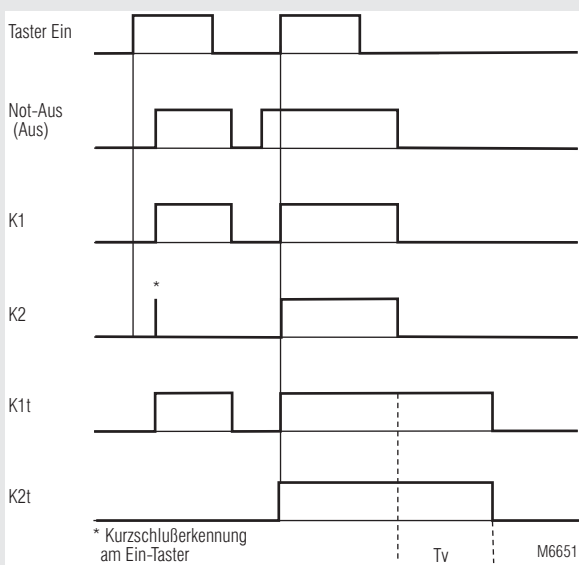 Taster Ein
Not-Aus
(Aus)
K1
*
K2
K1t
K2t
* Kurzschlußerkennung
am Ein-Taster
Tv
M6651